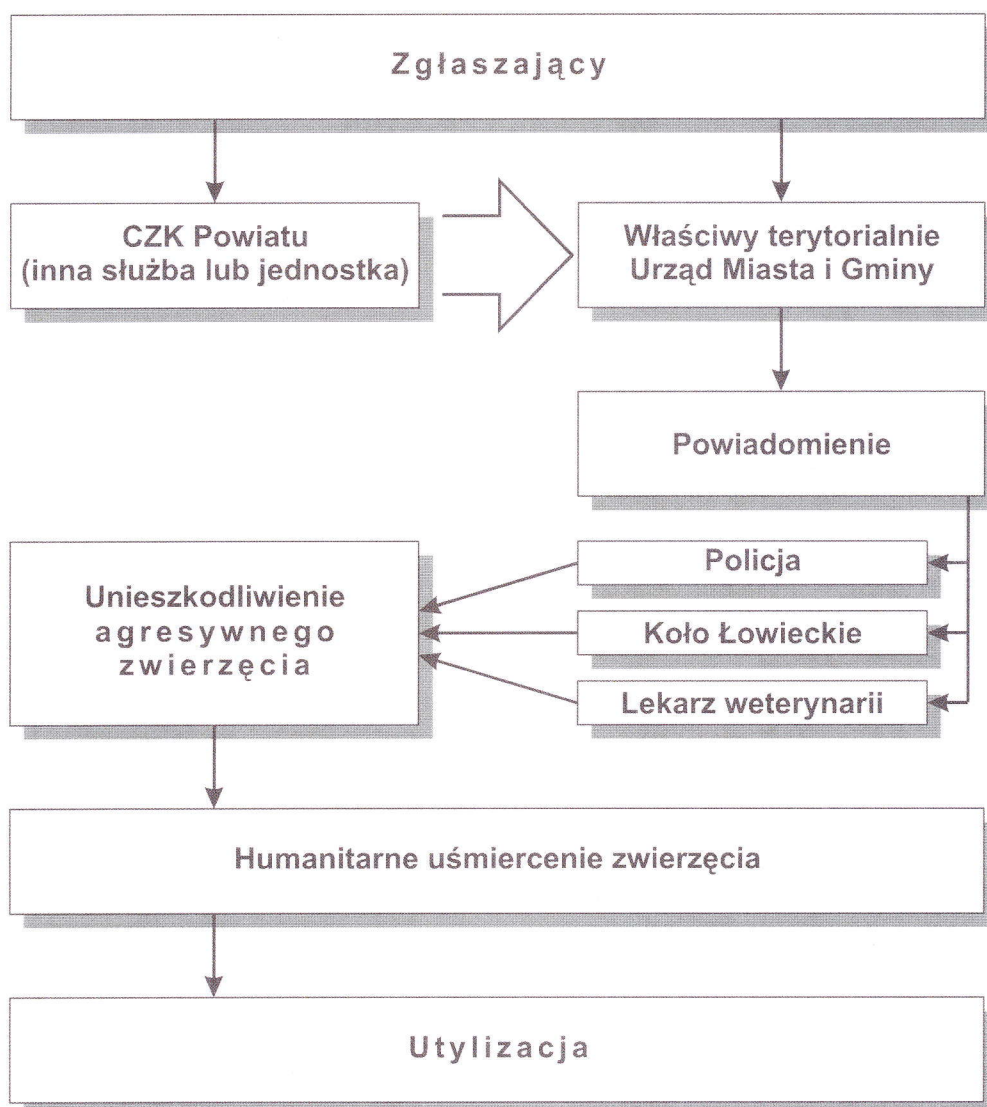 Zgłaszający
CZK Powiatu
(inna służba lub jednostka)
Właściwy terytorialnie
Urząd Miasta i Gminy
Powiadomienie
Policja
Koło Łowieckie
Lekarz weterynarii
Unieszkodliwienie
agresywnego
zwierzęcia
Humanitarne uśmiercenie zwierzęcia
Utylizacja